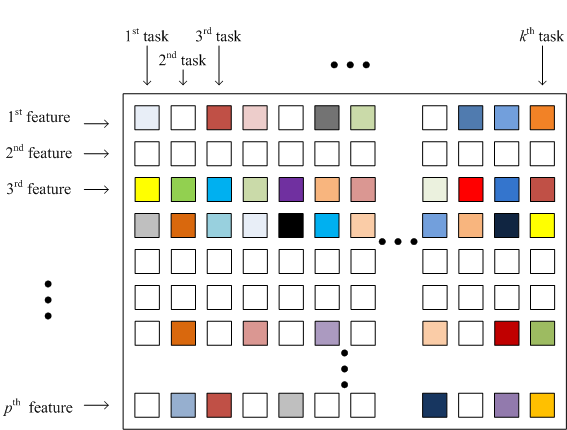 1st task
3rd task
kth task
2nd task
1st feature
2nd feature
3rd feature
pth feature